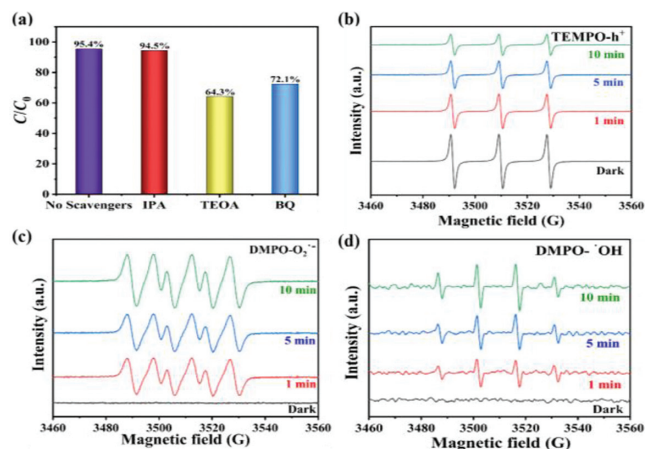 (a)
100
80
60
40
20
0
C/C₀
95.4%
94.5%
64.3%
72.1%
No Scavengers IPA TEOA BQ
(b)
TEMPO-h⁺
10 min
5 min
1 min
Dark
Intensity (a.u.)
3460 3480 3500 3520 3540 3560
Magnetic field (G)
(c)
DMPO-O₂·⁻
10 min
5 min
1 min
Dark
Intensity (a.u.)
3460 3480 3500 3520 3540 3560
Magnetic field (G)
(d)
DMPO- ·OH
10 min
5 min
1 min
Dark
Intensity (a.u.)
3460 3480 3500 3520 3540 3560
Magnetic field (G)